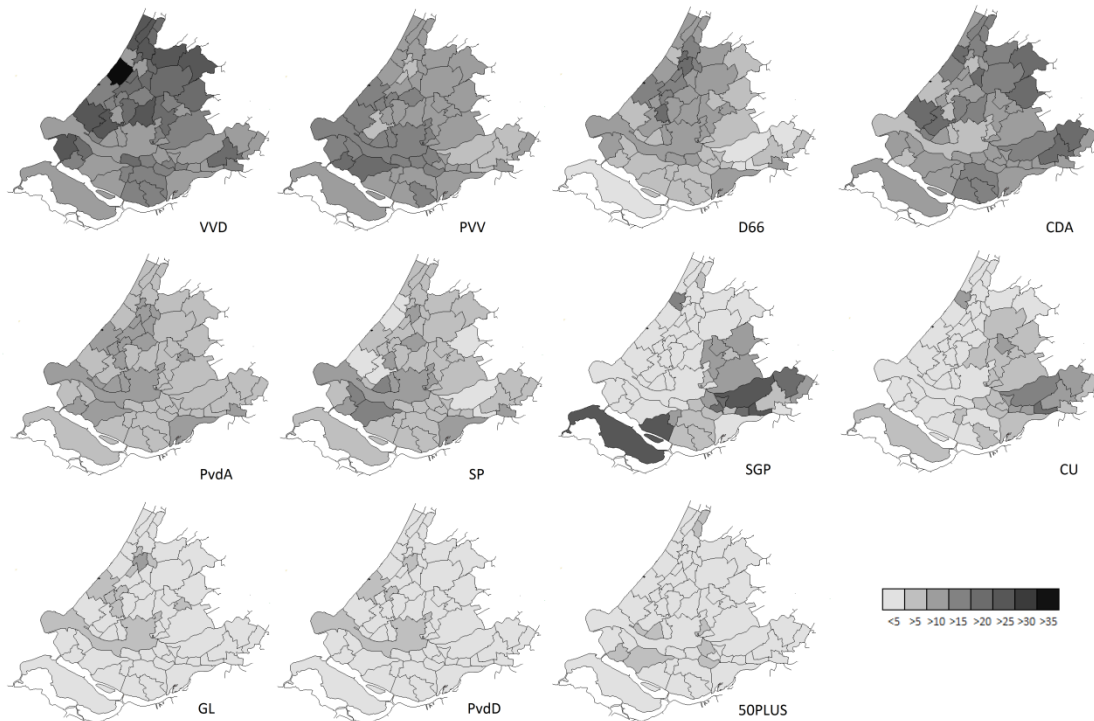 VVD PVV D66 CDA
PvdA SP SGP CU
<5 >5 >10 >15 >20 >25 >30 >35
GL PvdD 50PLUS